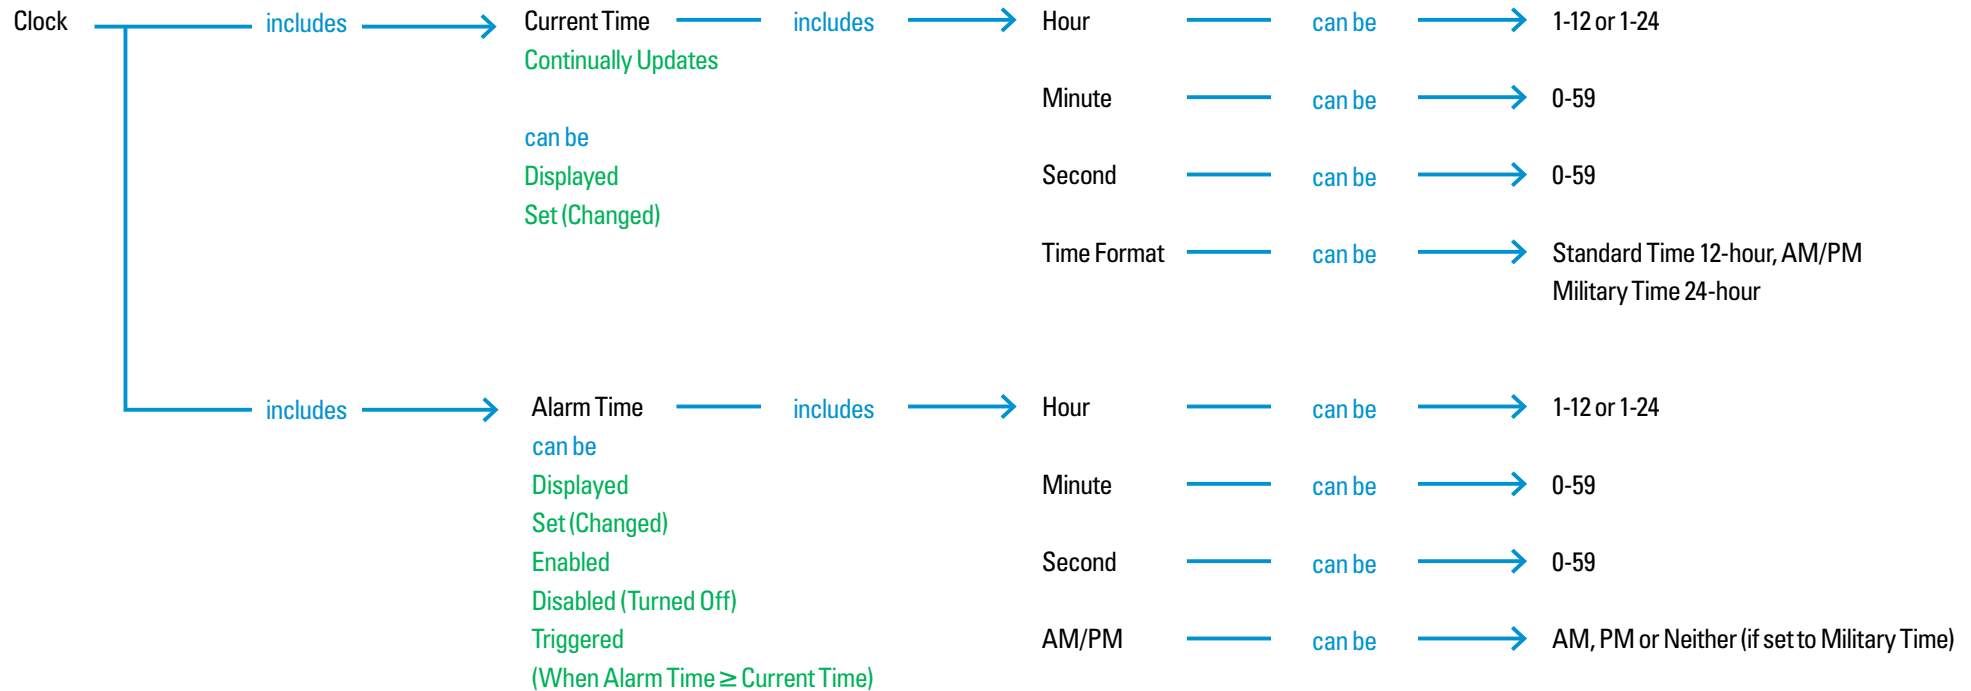 Clock includes Current Time includes Hour can be 1-12 or 1-24
Continually Updates
Minute can be 0-59
can be
Displayed
Second can be 0-59
Set (Changed)
Time Format can be Standard Time 12-hour, AM/PM
Military Time 24-hour
includes Alarm Time includes Hour can be 1-12 or 1-24
can be
Displayed
Minute can be 0-59
Set (Changed)
Enabled
Second can be 0-59
Disabled (Turned Off)
Triggered
AM/PM can be AM, PM or Neither (if set to Military Time)
(When Alarm Time ≥ Current Time)